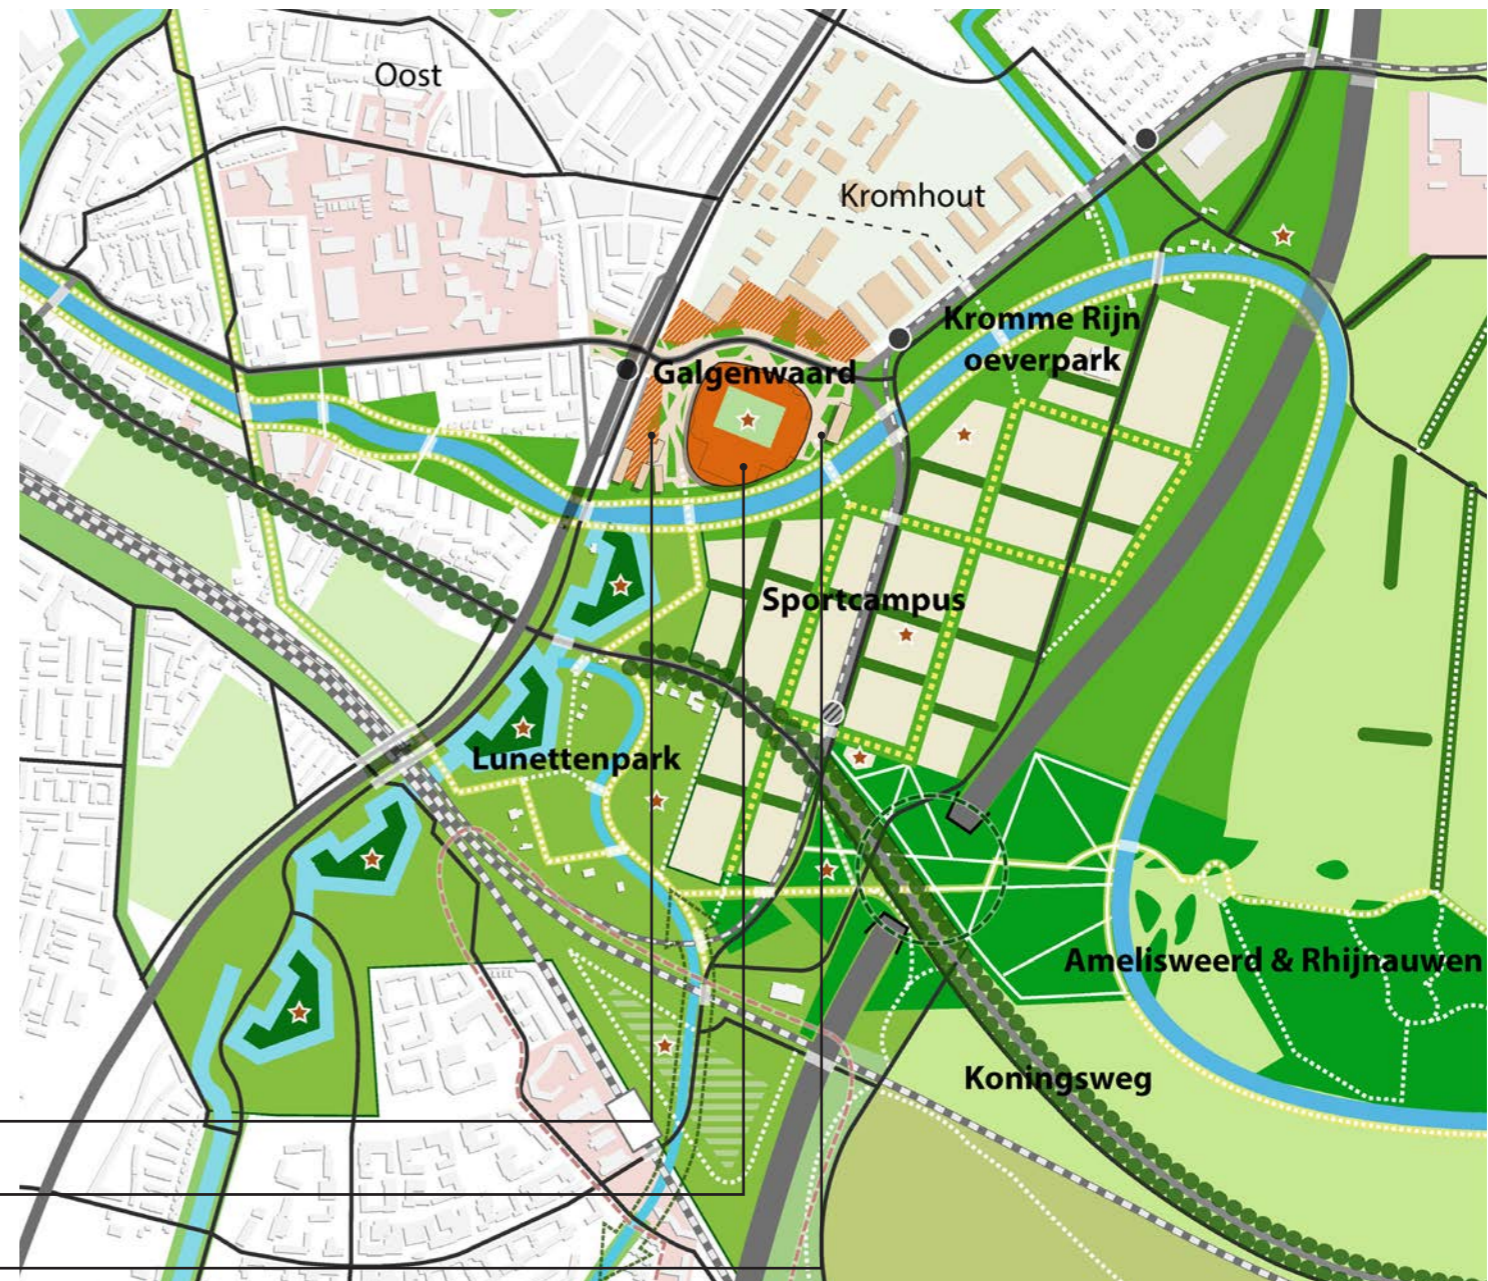 Oost
Kromhout
Kromme Rijn
oeverpark
Galgenwaard
Sportcampus
Lunettenpark
Amelisweerd & Rhijnauwen
Koningsweg